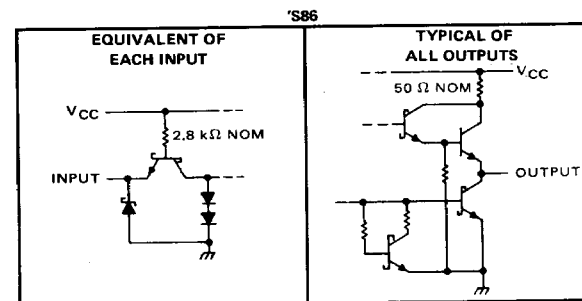 'S86
EQUIVALENT OF
EACH INPUT
VCC
2.8 kΩ NOM
INPUT
TYPICAL OF
ALL OUTPUTS
VCC
50 Ω NOM
OUTPUT